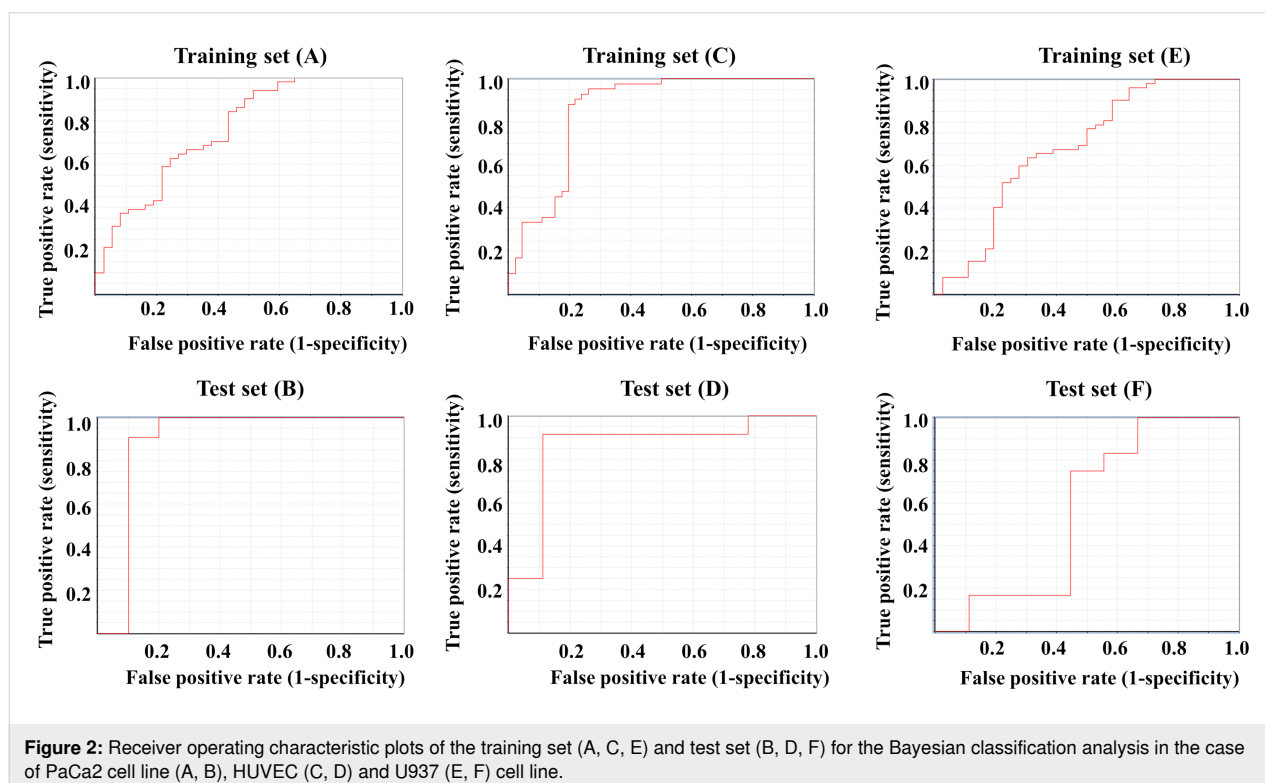 Training set (A)
True positive rate (sensitivity)
1.0
0.8
0.6
0.4
0.2
0.2 0.4 0.6 0.8 1.0
False positive rate (1-specificity)
Training set (C)
True positive rate (sensitivity)
1.0
0.8
0.6
0.4
0.2
0.2 0.4 0.6 0.8 1.0
False positive rate (1-specificity)
Training set (E)
True positive rate (sensitivity)
1.0
0.8
0.6
0.4
0.2
0.2 0.4 0.6 0.8 1.0
False positive rate (1-specificity)
Test set (B)
True positive rate (sensitivity)
1.0
0.8
0.6
0.4
0.2
0.2 0.4 0.6 0.8 1.0
False positive rate (1-specificity)
Test set (D)
True positive rate (sensitivity)
1.0
0.8
0.6
0.4
0.2
0.2 0.4 0.6 0.8 1.0
False positive rate (1-specificity)
Test set (F)
True positive rate (sensitivity)
1.0
0.8
0.6
0.4
0.2
0.2 0.4 0.6 0.8 1.0
False positive rate (1-specificity)
Figure 2: Receiver operating characteristic plots of the training set (A, C, E) and test set (B, D, F) for the Bayesian classification analysis in the case
of PaCa2 cell line (A, B), HUVEC (C, D) and U937 (E, F) cell line.